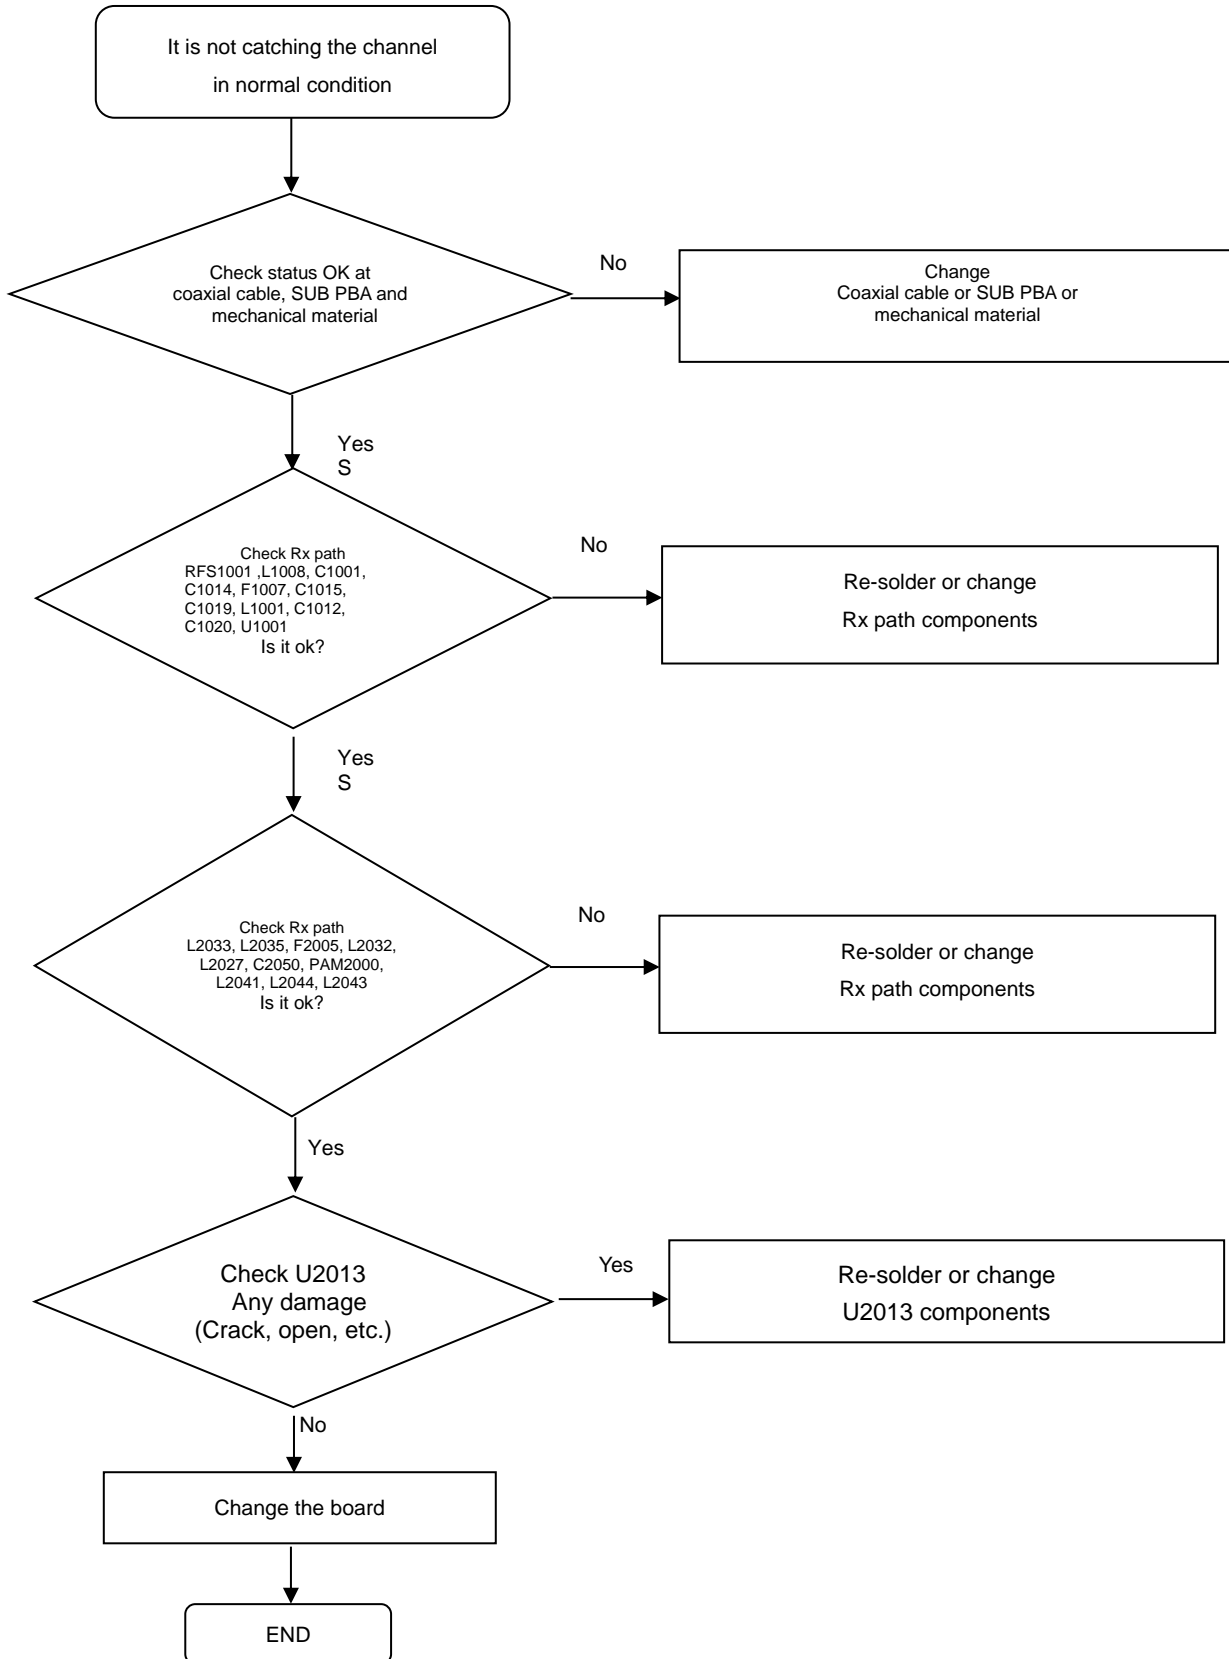 It is not catching the channel
in normal condition
Check status OK at
coaxial cable, SUB PBA and
mechanical material
No
Change
Coaxial cable or SUB PBA or
mechanical material
Yes
S
Check Rx path
RFS1001 ,L1008, C1001,
C1014, F1007, C1015,
C1019, L1001, C1012,
C1020, U1001
Is it ok?
No
Re-solder or change
Rx path components
Yes
S
Check Rx path
L2033, L2035, F2005, L2032,
L2027, C2050, PAM2000,
L2041, L2044, L2043
Is it ok?
No
Re-solder or change
Rx path components
Yes
Check U2013
Any damage
(Crack, open, etc.)
Yes
Re-solder or change
U2013 components
No
Change the board
END